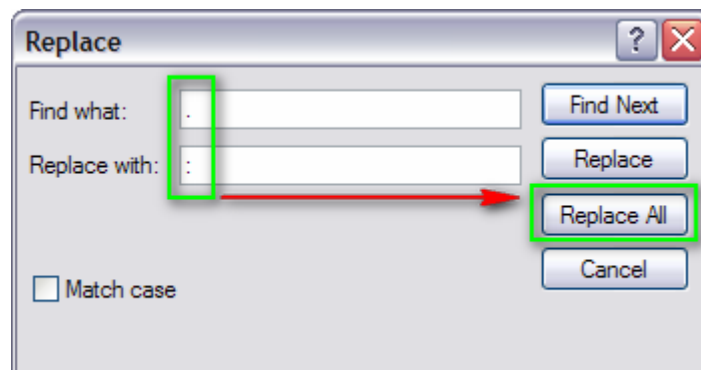 Replace ?
Find what: . Find Next
Replace with: : Replace
Replace All
Cancel
Match case